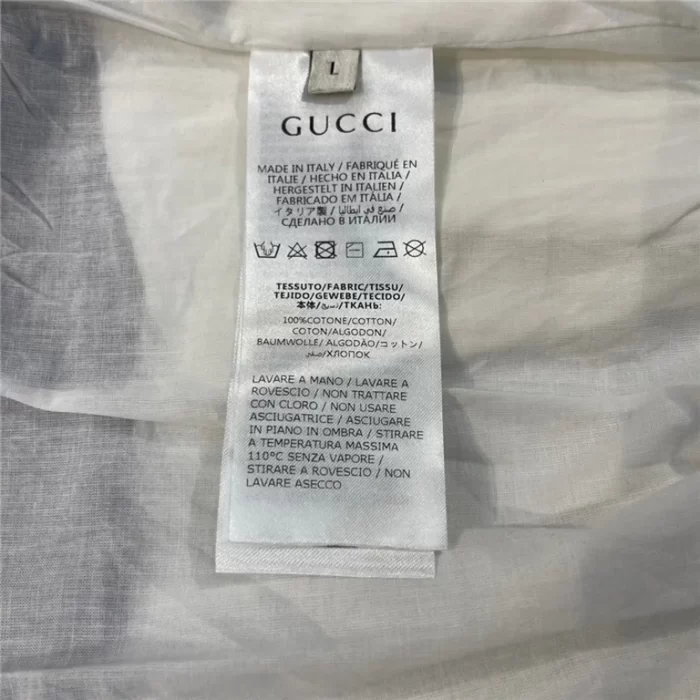 L
GUCCI
MADE IN ITALY / FABRIQUÉ EN
ITALIE / HECHO EN ITALIA /
HERGESTELT IN ITALIEN /
FABRICADO EM ITÁLIA /
イタリア製 / صنع في ايطاليا /
СДЕЛАНО В ИТАЛИИ
TESSUTO/FABRIC/TISSU/
TEJIDO/GEWEBE/TECIDO/
本体/نسيج/ТКАНЬ:
100%COTONE/COTTON/
COTON/ALGODON/
BAUMWOLLE/ ALGODÃO/コットン/
/ХЛОПОК
LAVARE A MANO / LAVARE A
ROVESCIO / NON TRATTARE
CON CLORO / NON USARE
ASCIUGATRICE / ASCIUGARE
IN PIANO IN OMBRA / STIRARE
A TEMPERATURA MASSIMA
110°C SENZA VAPORE /
STIRARE A ROVESCIO / NON
LAVARE ASECCO